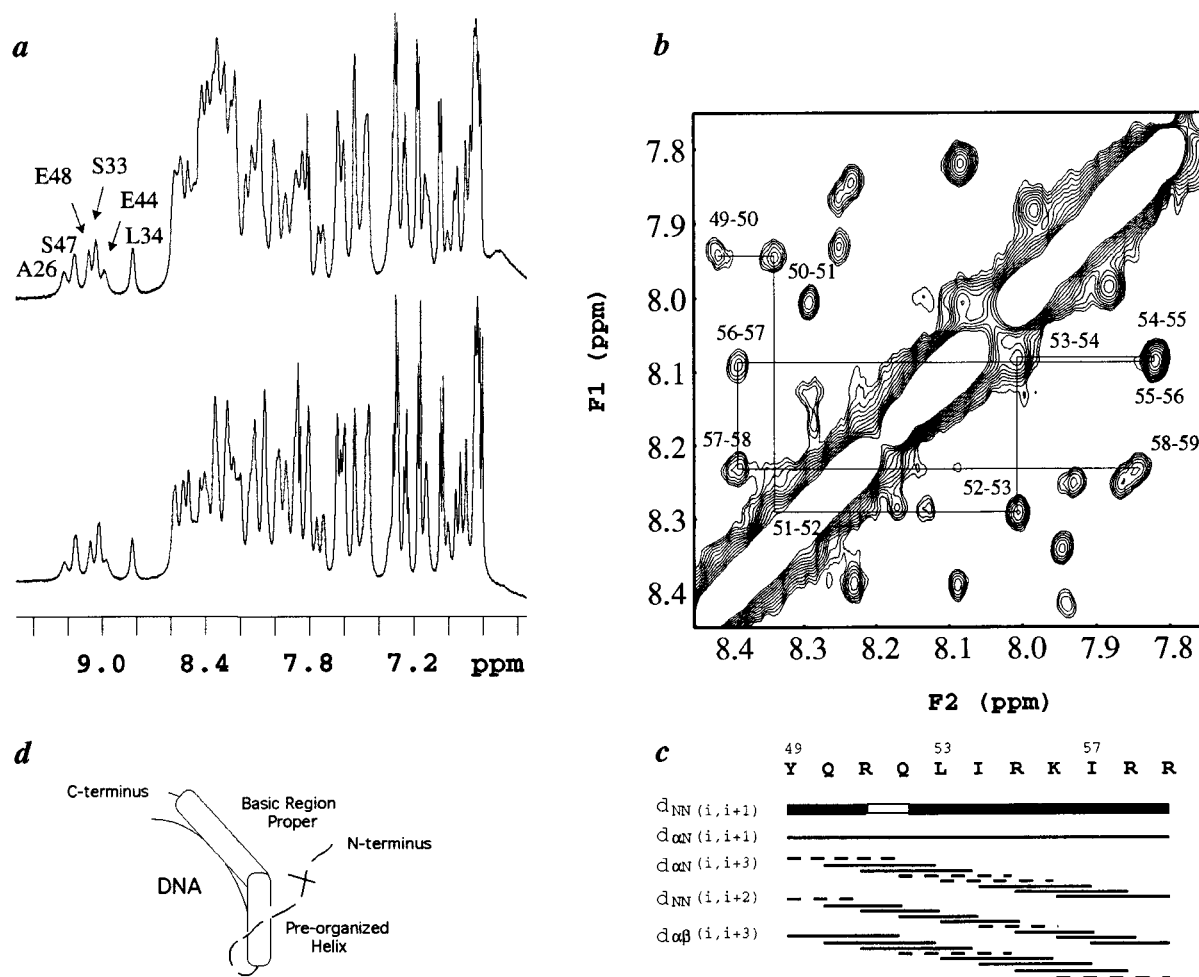 a
E48
S33
S47
E44
A26
L34
9.0 8.4 7.8 7.2 ppm
b
7.8
7.9
8.0
8.1
8.2
8.3
8.4
F1 (ppm)
49-50
50-51
56-57
53-54
54-55
55-56
57-58
58-59
52-53
51-52
8.4 8.3 8.2 8.1 8.0 7.9 7.8
F2 (ppm)
d
C-terminus
Basic Region
Proper
N-terminus
DNA
Pre-organized
Helix
c
49 53 57
Y Q R Q L I R K I R R
dNN(i,i+1)
dαN(i,i+1)
dαN(i,i+3)
dNN(i,i+2)
dαβ(i,i+3)